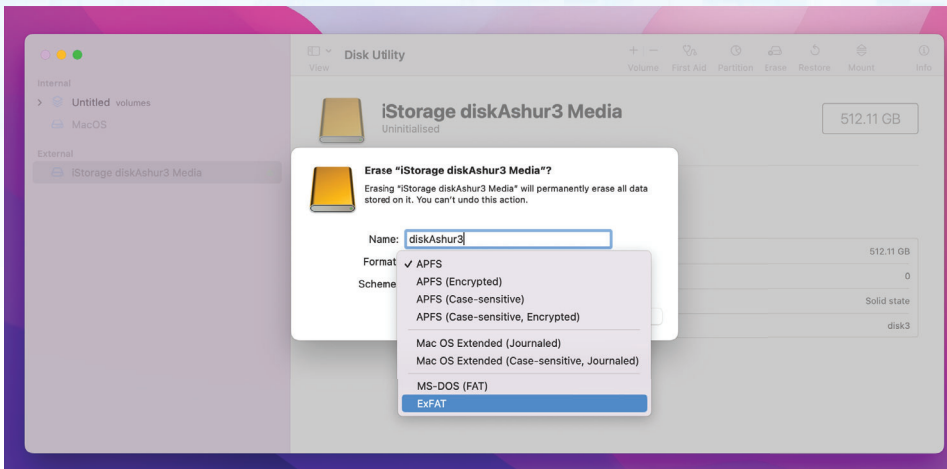 Disk Utility
View
Volume First Aid Partition Erase Restore Mount Info
Internal
Untitled volumes
MacOS
External
iStorage diskAshur3 Media
iStorage diskAshur3 Media
Uninitialised
512.11 GB
Erase "iStorage diskAshur3 Media"?
Erasing "iStorage diskAshur3 Media" will permanently erase all data
stored on it. You can't undo this action.
Name: diskAshur3
Format
Scheme
✓ APFS
APFS (Encrypted)
APFS (Case-sensitive)
APFS (Case-sensitive, Encrypted)
Mac OS Extended (Journaled)
Mac OS Extended (Case-sensitive, Journaled)
MS-DOS (FAT)
ExFAT
512.11 GB
0
Solid state
disk3